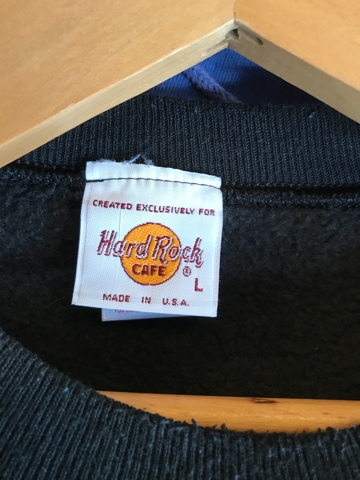 CREATED EXCLUSIVELY FOR
Hard Rock
CAFE ®
L
MADE IN U.S.A.